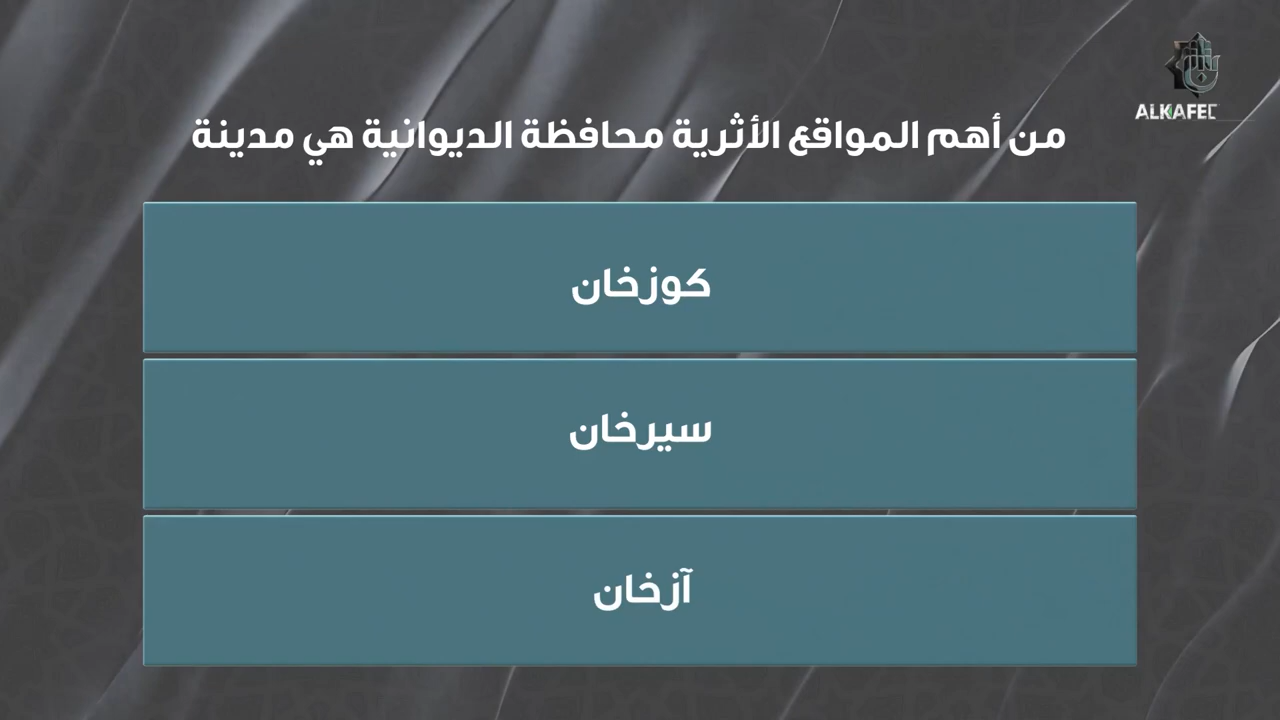 ALKAFEEL
من أهم المواقع الأثرية محافظة الديوانية هي مدينة
كوزخان
سيرخان
آزخان